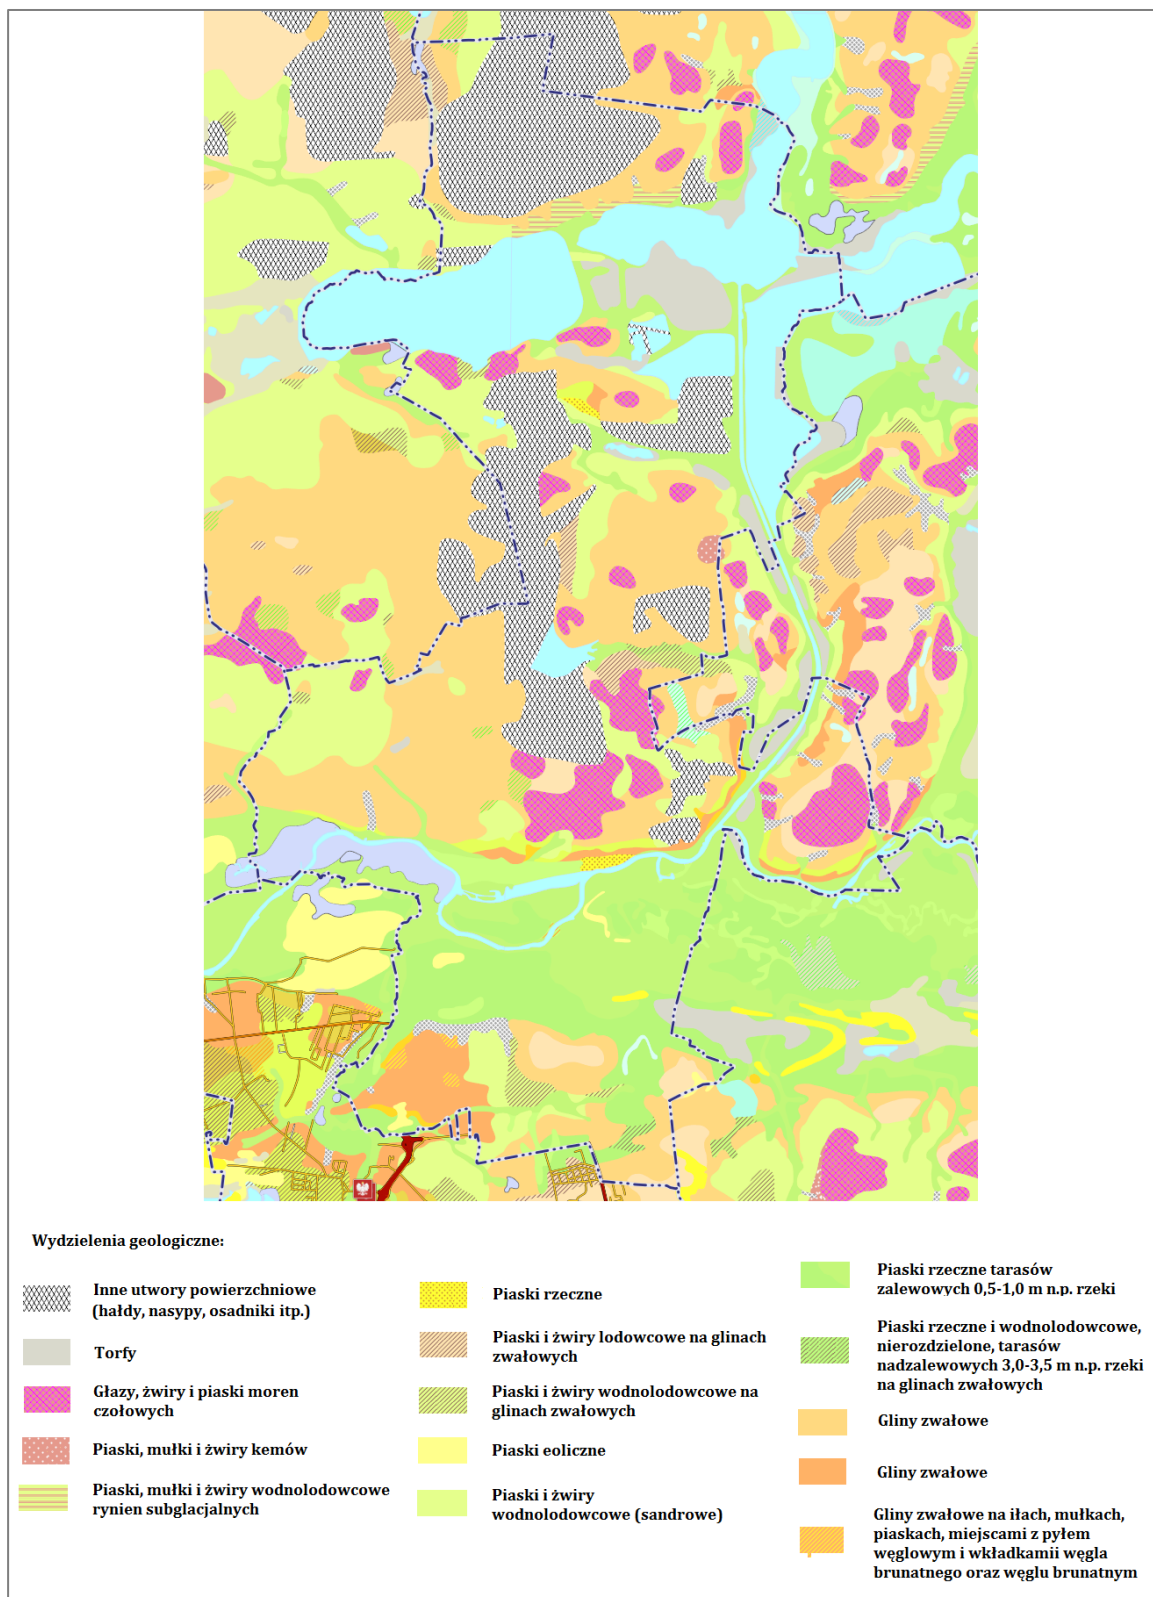 Wydzielenia geologiczne:
Inne utwory powierzchniowe
(hałdy, nasypy, osadniki itp.)
Torfy
Głazy, żwiry i piaski moren
czołowych
Piaski, mułki i żwiry kemów
Piaski, mułki i żwiry wodnolodowcowe
rynien subglacjalnych
Piaski rzeczne
Piaski i żwiry lodowcowe na glinach
zwałowych
Piaski i żwiry wodnolodowcowe na
glinach zwałowych
Piaski eoliczne
Piaski i żwiry
wodnolodowcowe (sandrowe)
Piaski rzeczne tarasów
zalewowych 0,5-1,0 m n.p. rzeki
Piaski rzeczne i wodnolodowcowe,
nierozdzielone, tarasów
nadzalewowych 3,0-3,5 m n.p. rzeki
na glinach zwałowych
Gliny zwałowe
Gliny zwałowe
Gliny zwałowe na iłach, mułkach,
piaskach, miejscami z pyłem
węglowym i wkładkamii węgla
brunatnego oraz węglu brunatnym